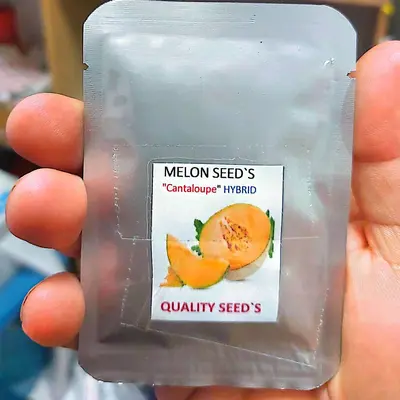 MELON SEED`S
"Cantaloupe" HYBRID
QUALITY SEED`S